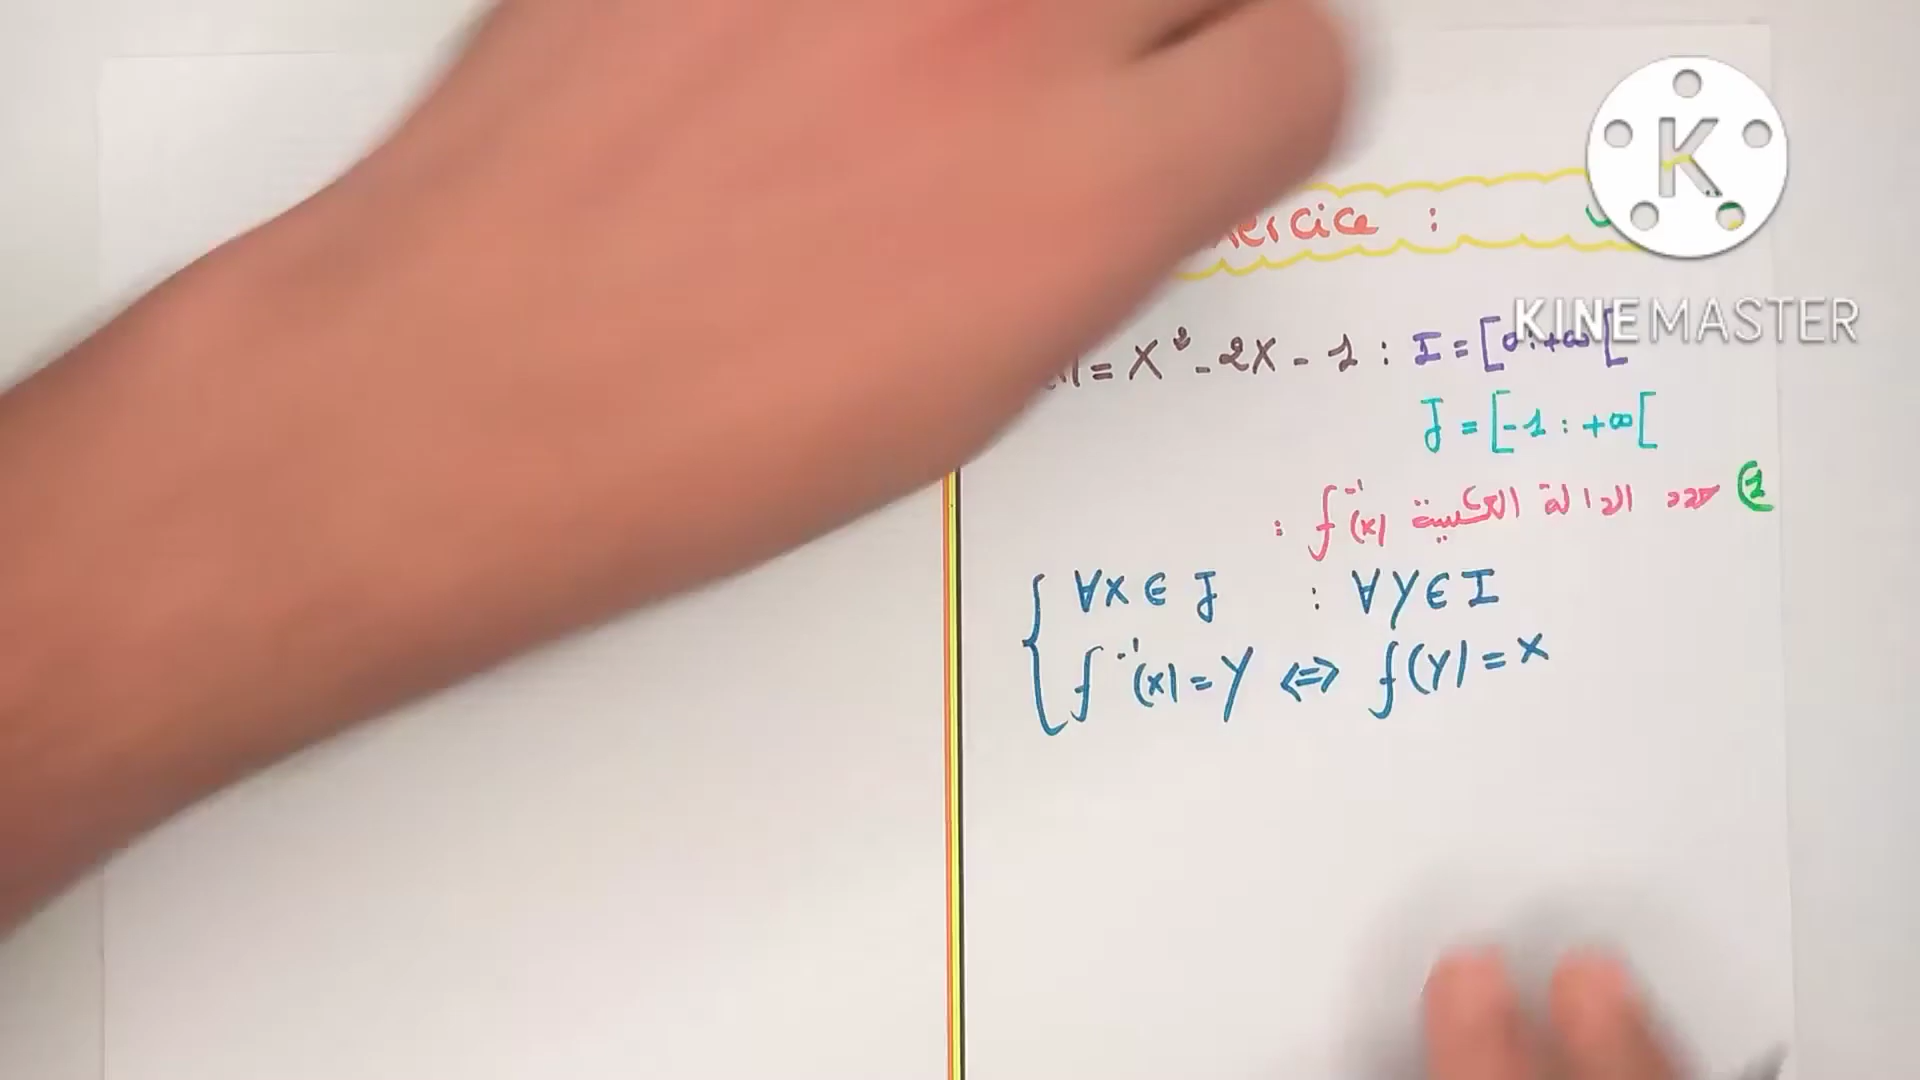 ercice :
= x² - 2x - 1 : I = [0 : +∞[
J = [-1 : +∞[
① حدد الدالة العكسية f⁻¹(x) :
∀x ∈ J : ∀y ∈ I
f⁻¹(x) = y ⇔ f(y) = x
K
KINEMASTER